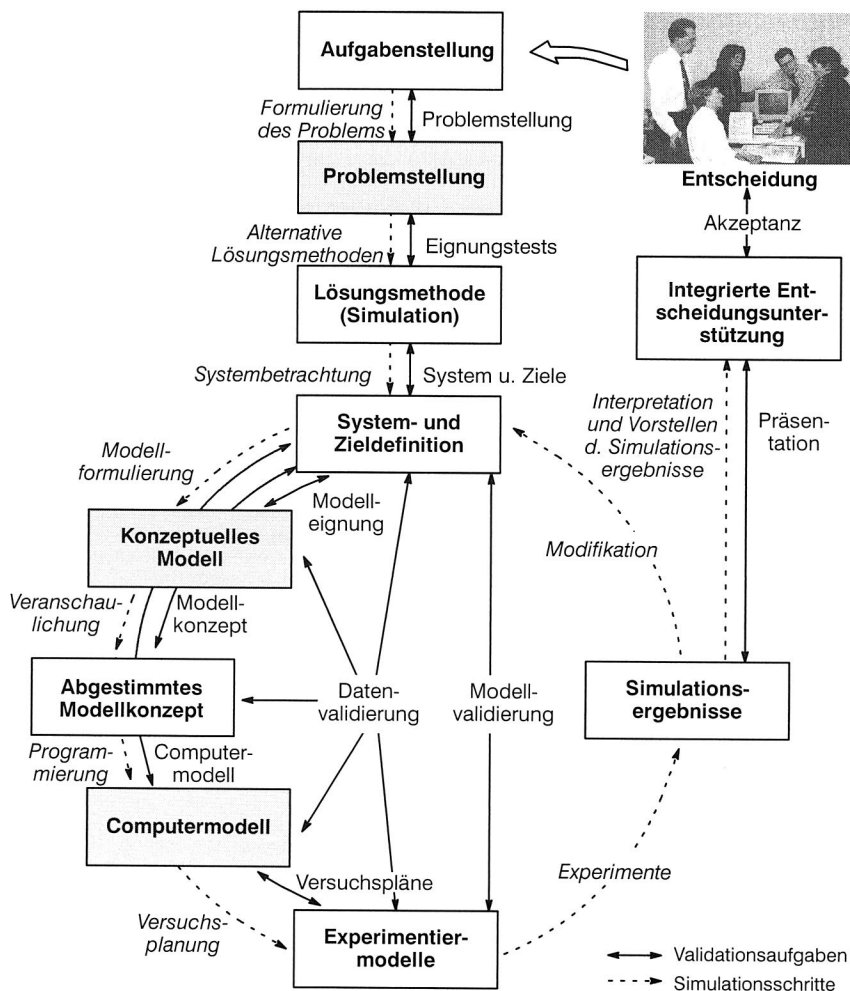 Aufgabenstellung
Formulierung
des Problems
Problemstellung
Problemstellung
Entscheidung
Akzeptanz
Alternative
Lösungsmethoden
Eignungstests
Lösungsmethode
(Simulation)
Integrierte Ent-
scheidungsunter-
stützung
Systembetrachtung
System u. Ziele
System- und
Zieldefinition
Interpretation
und Vorstellen
d. Simulations-
ergebnisse
Präsen-
tation
Modell-
formulierung
Modell-
eignung
Konzeptuelles
Modell
Modifikation
Veranschau-
lichung
Modell-
konzept
Abgestimmtes
Modellkonzept
Daten-
validierung
Modell-
validierung
Simulations-
ergebnisse
Program-
mierung
Computer-
modell
Computermodell
Versuchspläne
Experimente
Versuchs-
planung
Experimentier-
modelle
Validationsaufgaben
Simulationsschritte